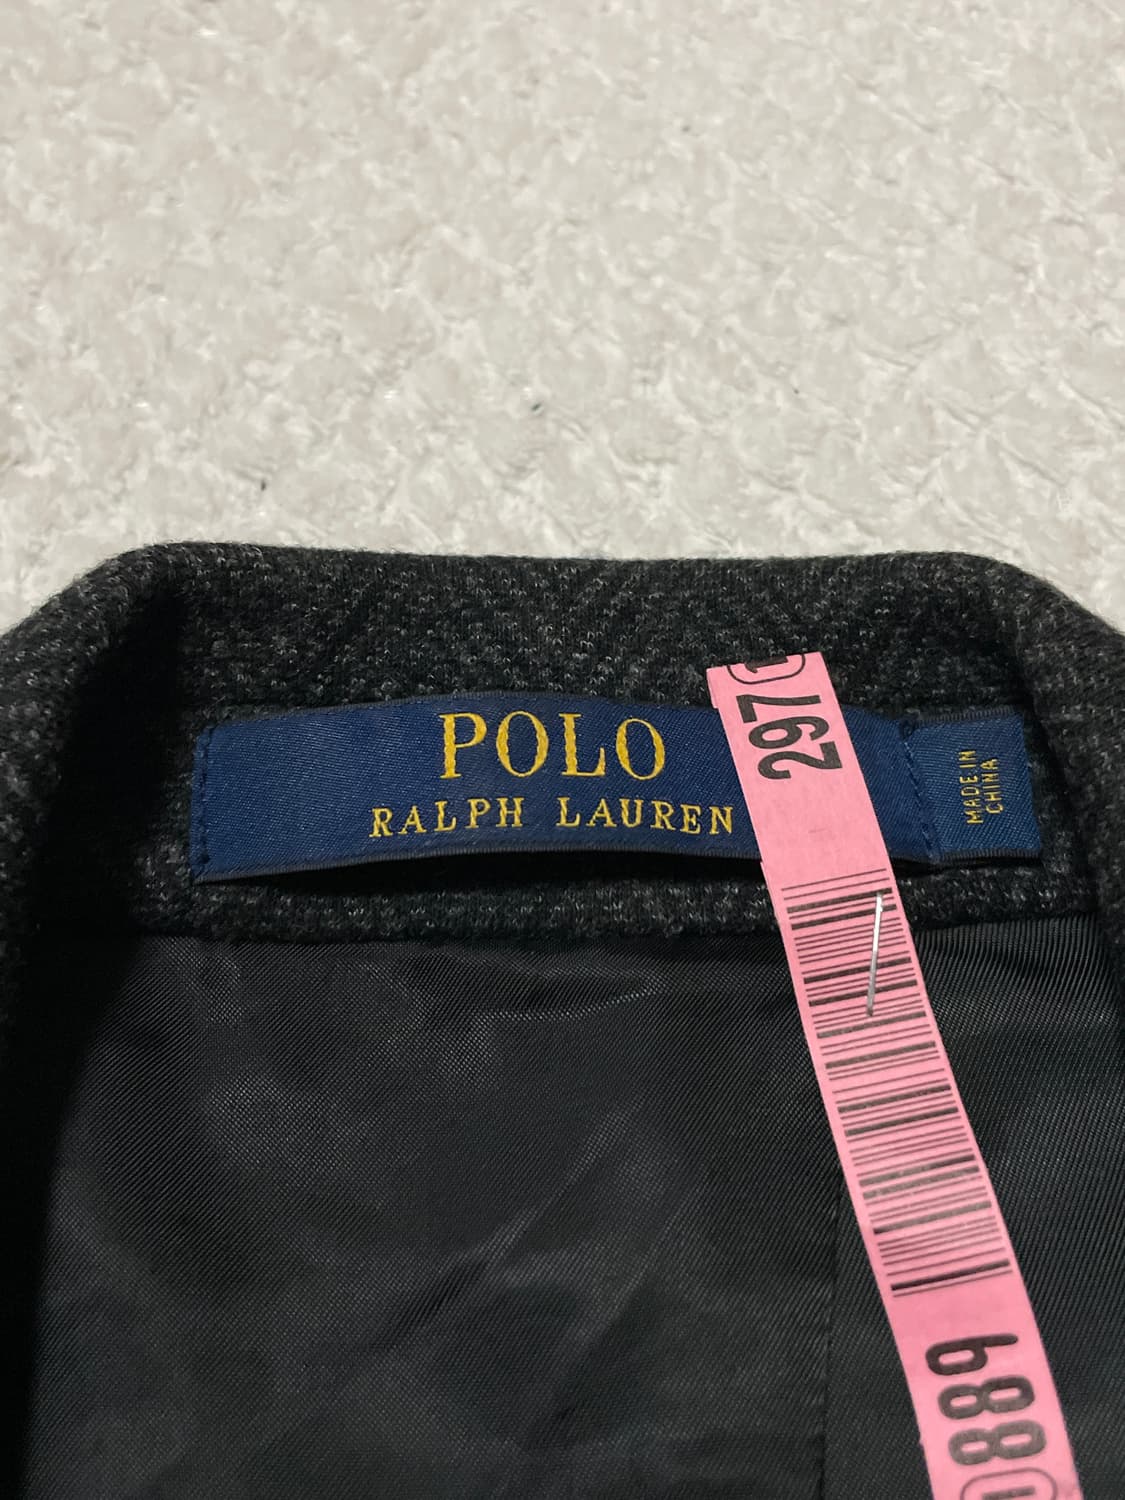 POLO
RALPH LAUREN
MADE IN
CHINA
297
889